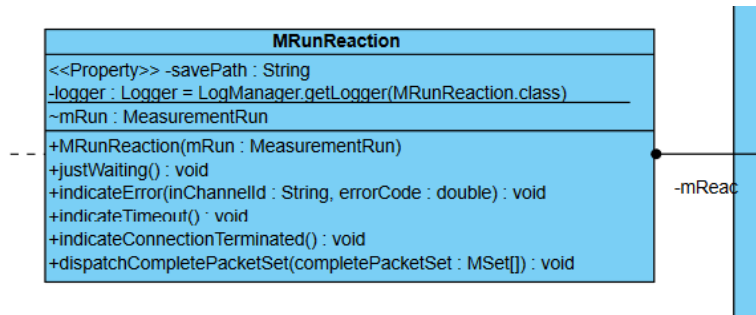 MRunReaction
<<Property>> -savePath : String
-logger : Logger = LogManager.getLogger(MRunReaction.class)
~mRun : MeasurementRun
+MRunReaction(mRun : MeasurementRun)
+justWaiting() : void
+indicateError(inChannelId : String, errorCode : double) : void
+indicateTimeout() : void
+indicateConnectionTerminated() : void
+dispatchCompletePacketSet(completePacketSet : MSet[]) : void
-mReac